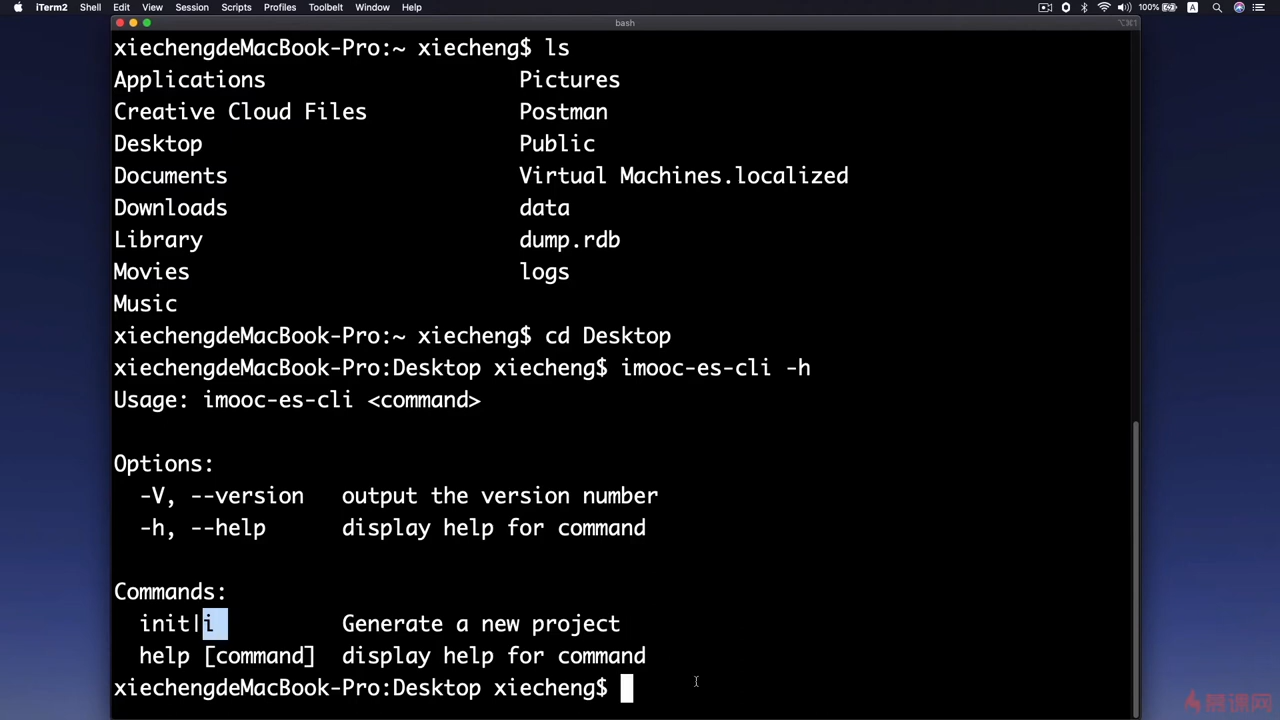 iTerm2 Shell Edit View Session Scripts Profiles Toolbelt Window Help 100% A
bash ⌥⌘1
xiechengdeMacBook-Pro:~ xiecheng$ ls
Applications Pictures
Creative Cloud Files Postman
Desktop Public
Documents Virtual Machines.localized
Downloads data
Library dump.rdb
Movies logs
Music
xiechengdeMacBook-Pro:~ xiecheng$ cd Desktop
xiechengdeMacBook-Pro:Desktop xiecheng$ imooc-es-cli -h
Usage: imooc-es-cli <command>
Options:
-V, --version output the version number
-h, --help display help for command
Commands:
init|i Generate a new project
help [command] display help for command
xiechengdeMacBook-Pro:Desktop xiecheng$
慕课网